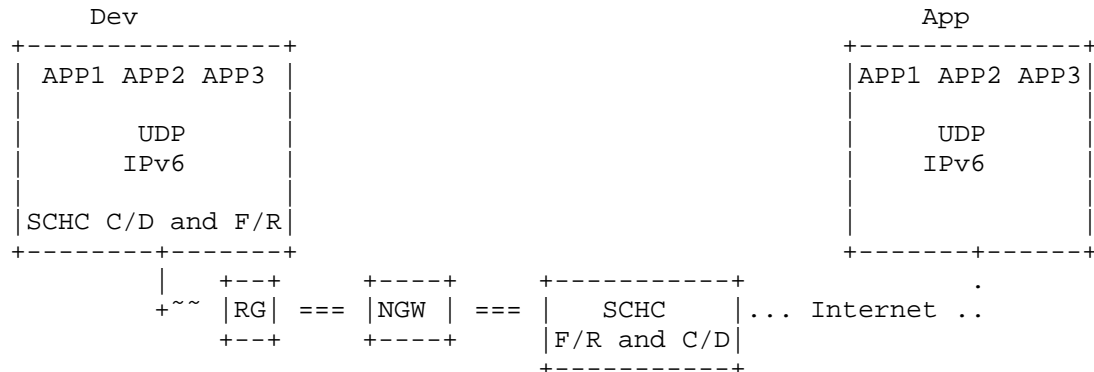 Dev App
APP1 APP2 APP3 APP1 APP2 APP3
UDP UDP
IPv6 IPv6
SCHC C/D and F/R
+~~ |RG| === |NGW | === | SCHC |... Internet ..
F/R and C/D